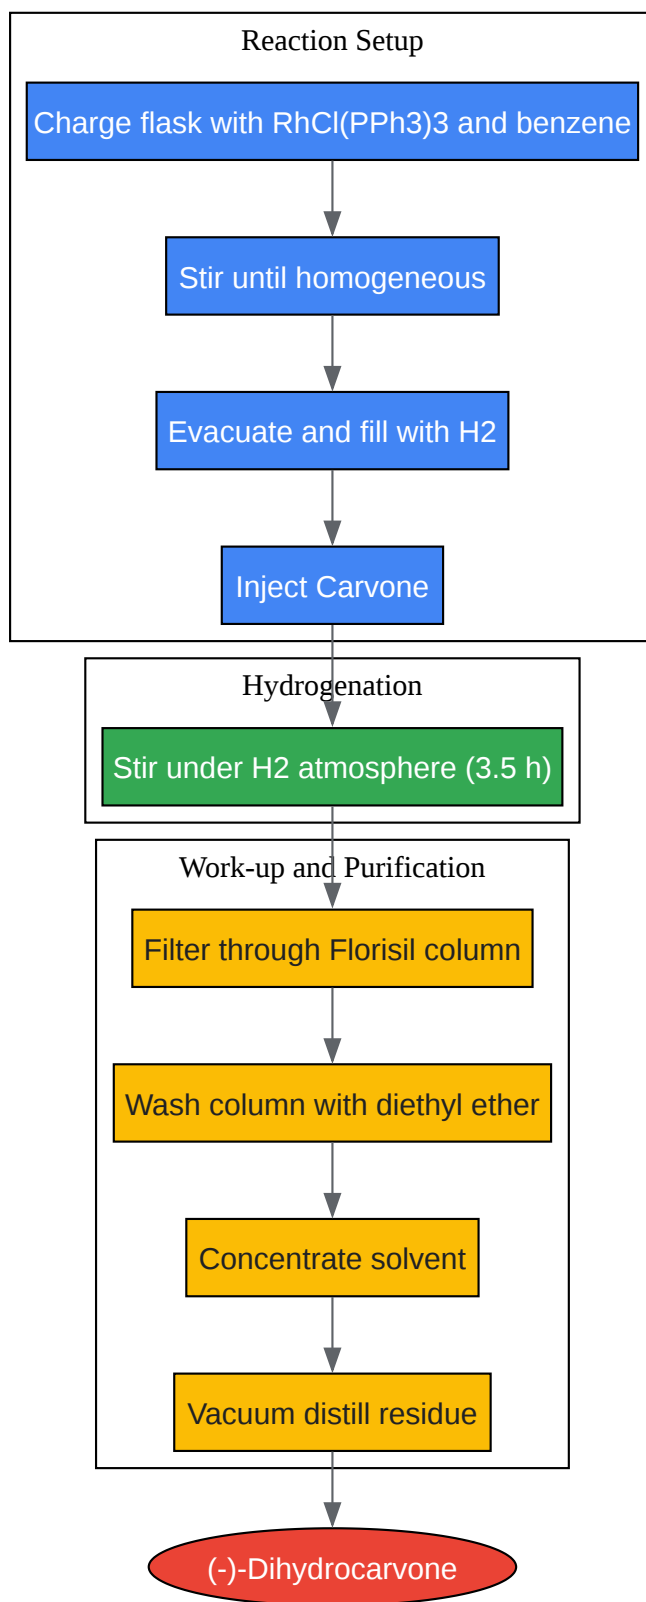 Reaction Setup
Charge flask with RhCl(PPh3)3 and benzene
Stir until homogeneous
Evacuate and fill with H2
Inject Carvone
Hydrogenation
Stir under H2 atmosphere (3.5 h)
Work-up and Purification
Filter through Florisil column
Wash column with diethyl ether
Concentrate solvent
Vacuum distill residue
(-)-Dihydrocarvone